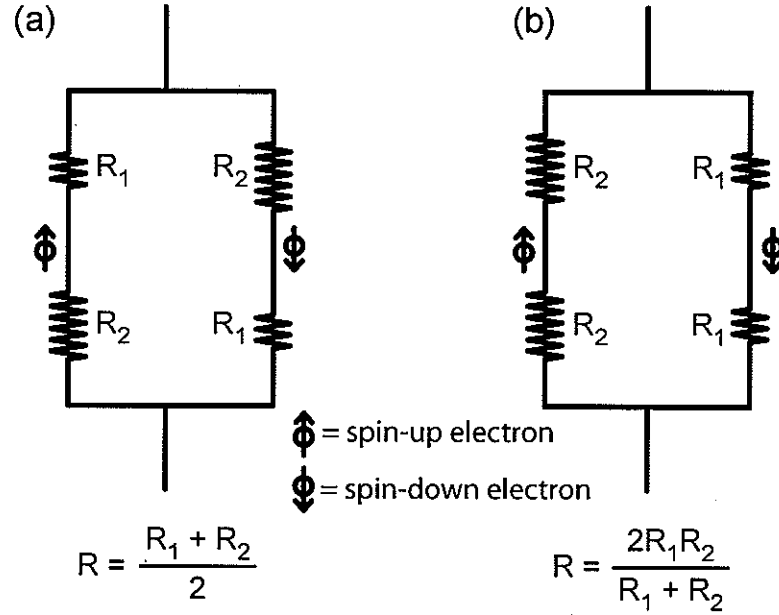 (a)
R₁
R₂
R₂
R₁
R = (R₁ + R₂) / 2
(b)
R₂
R₁
R₂
R₁
R = 2R₁R₂ / (R₁ + R₂)
= spin-up electron
= spin-down electron